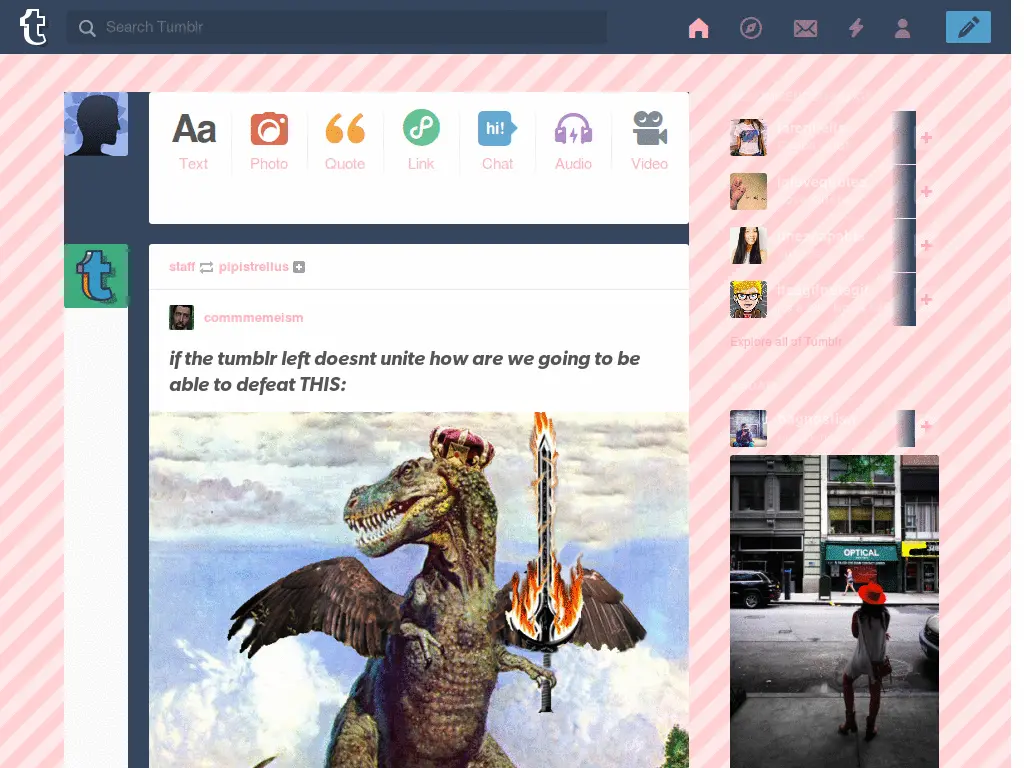 t
Search Tumblr
Aa
hi!
Text
Photo
Quote
Link
Chat
Audio
Video
t
staff pipistrellus
commmemeism
if the tumblr left doesnt unite how are we going to be
able to defeat THIS:
Explore all of Tumblr
OPTICAL